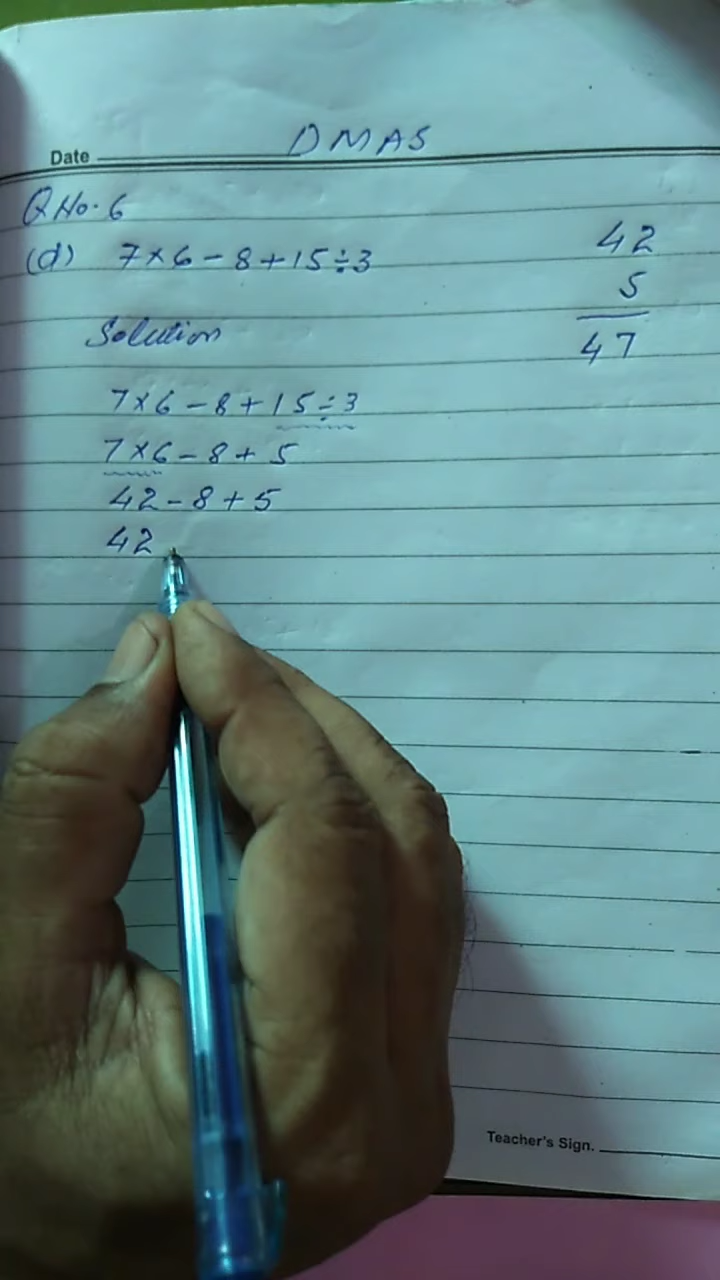 DMAS
Date
Q No. 6
(d) 7×6-8+15÷3
Solution
7×6-8+15÷3
7×6-8+5
42-8+5
42
42
5
47
Teacher's Sign.